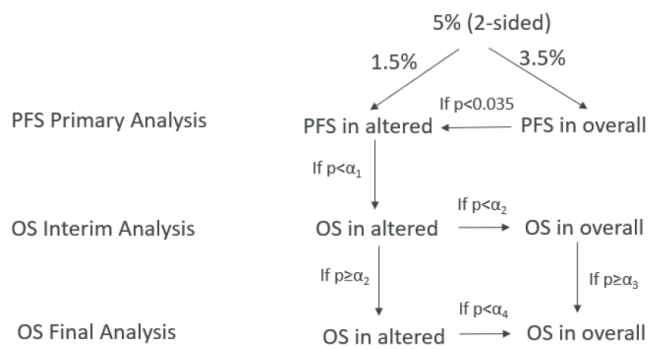 5% (2-sided)
1.5%
3.5%
If p<0.035
PFS Primary Analysis
PFS in altered
PFS in overall
If p<α₁
If p<α₂
OS Interim Analysis
OS in altered
OS in overall
If p≥α₂
If p≥α₃
If p<α₄
OS Final Analysis
OS in altered
OS in overall